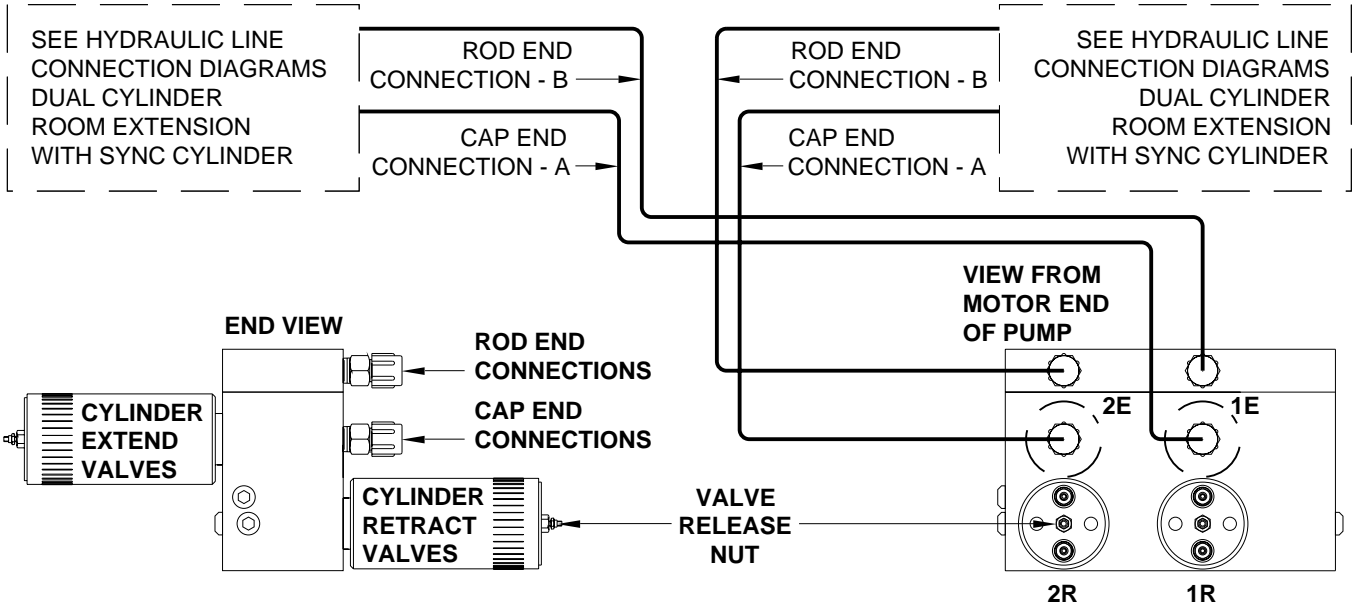 SEE HYDRAULIC LINE
CONNECTION DIAGRAMS
DUAL CYLINDER
ROOM EXTENSION
WITH SYNC CYLINDER
ROD END
CONNECTION - B
CAP END
CONNECTION - A
ROD END
CONNECTION - B
CAP END
CONNECTION - A
SEE HYDRAULIC LINE
CONNECTION DIAGRAMS
DUAL CYLINDER
ROOM EXTENSION
WITH SYNC CYLINDER
END VIEW
ROD END
CONNECTIONS
CAP END
CONNECTIONS
CYLINDER
EXTEND
VALVES
CYLINDER
RETRACT
VALVES
VALVE
RELEASE
NUT
VIEW FROM
MOTOR END
OF PUMP
2E
1E
2R
1R